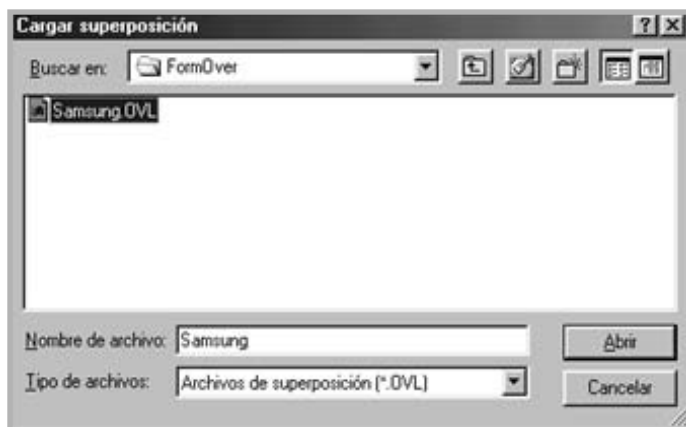 Cargar superposición
Buscar en: FormOver
Samsung.OVL
Nombre de archivo: Samsung
Abrir
Tipo de archivos: Archivos de superposición (*.OVL)
Cancelar